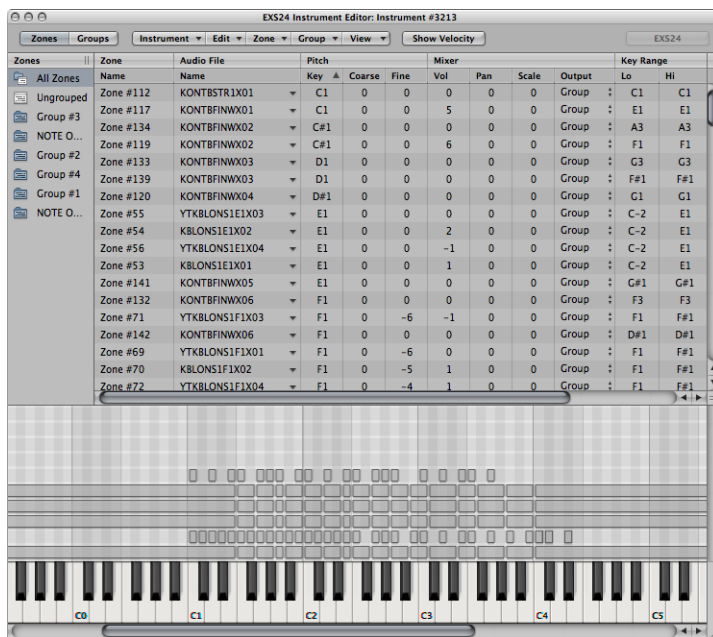 EXS24 Instrument Editor: Instrument #3213
Zones Groups Instrument Edit Zone Group View Show Velocity EXS24
Zones Zone Audio File Pitch Mixer Key Range
All Zones Name Name Key Coarse Fine Vol Pan Scale Output Lo Hi
Ungrouped
Group #3
NOTE O...
Group #2
Group #4
Group #1
NOTE O...
Zone #112 KONTBSTR1X01 C1 0 0 0 0 0 Group C1 C1
Zone #117 KONTBFINWX01 C1 0 0 5 0 0 Group E1 E1
Zone #134 KONTBFINWX02 C#1 0 0 0 0 0 Group A3 A3
Zone #119 KONTBFINWX02 C#1 0 0 6 0 0 Group F1 F1
Zone #133 KONTBFINWX03 D1 0 0 0 0 0 Group G3 G3
Zone #139 KONTBFINWX03 D1 0 0 0 0 0 Group F#1 F#1
Zone #120 KONTBFINWX04 D#1 0 0 0 0 0 Group G1 G1
Zone #55 YTKBLONS1E1X03 E1 0 0 0 0 0 Group C-2 E1
Zone #54 KBLONS1E1X02 E1 0 0 2 0 0 Group C-2 E1
Zone #56 YTKBLONS1E1X04 E1 0 0 -1 0 0 Group C-2 E1
Zone #53 KBLONS1E1X01 E1 0 0 1 0 0 Group C-2 E1
Zone #141 KONTBFINWX05 E1 0 0 0 0 0 Group G#1 G#1
Zone #132 KONTBFINWX06 F1 0 0 0 0 0 Group F3 F3
Zone #71 YTKBLONS1F1X03 F1 0 -6 -1 0 0 Group F1 F#1
Zone #142 KONTBFINWX06 F1 0 0 0 0 0 Group D#1 D#1
Zone #69 YTKBLONS1F1X01 F1 0 -6 0 0 0 Group F1 F#1
Zone #70 KBLONS1F1X02 F1 0 -5 1 0 0 Group F1 F#1
Zone #72 YTKBLONS1F1X04 F1 0 -4 1 0 0 Group F1 F#1
C0 C1 C2 C3 C4 C5